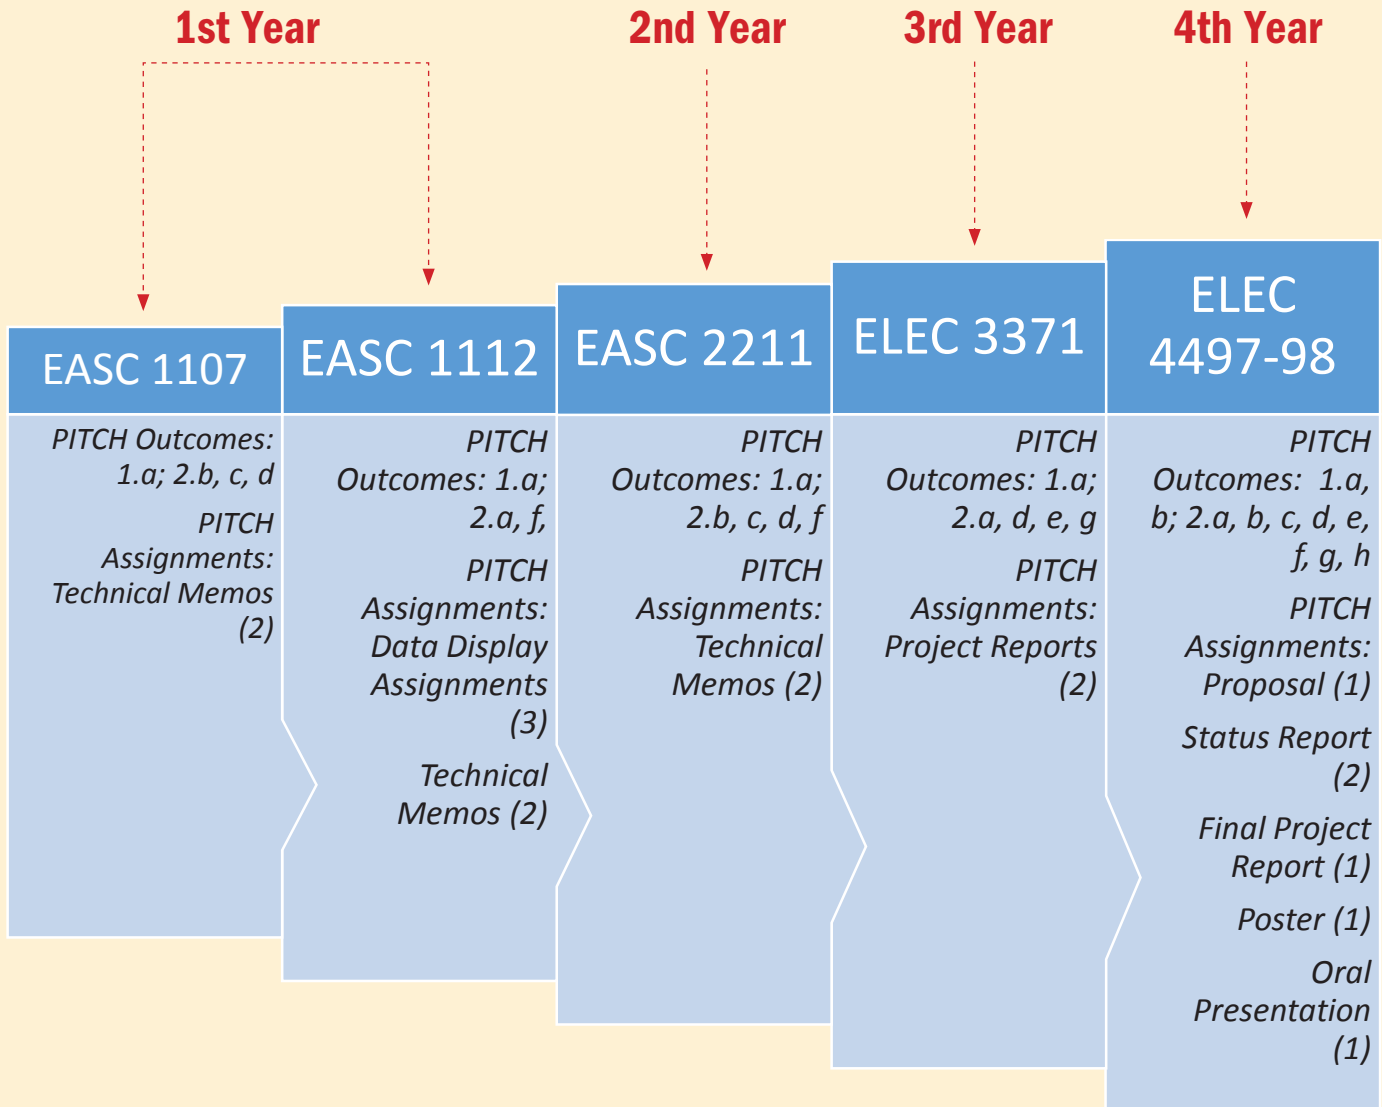 1st Year
2nd Year
3rd Year
4th Year
EASC 1107
PITCH Outcomes:
1.a; 2.b, c, d
PITCH
Assignments:
Technical Memos
(2)
EASC 1112
PITCH
Outcomes: 1.a;
2.a, f,
PITCH
Assignments:
Data Display
Assignments
(3)
Technical
Memos (2)
EASC 2211
PITCH
Outcomes: 1.a;
2.b, c, d, f
PITCH
Assignments:
Technical
Memos (2)
ELEC 3371
PITCH
Outcomes: 1.a;
2.a, d, e, g
PITCH
Assignments:
Project Reports
(2)
ELEC
4497-98
PITCH
Outcomes: 1.a,
b; 2.a, b, c, d, e,
f, g, h
PITCH
Assignments:
Proposal (1)
Status Report
(2)
Final Project
Report (1)
Poster (1)
Oral
Presentation
(1)